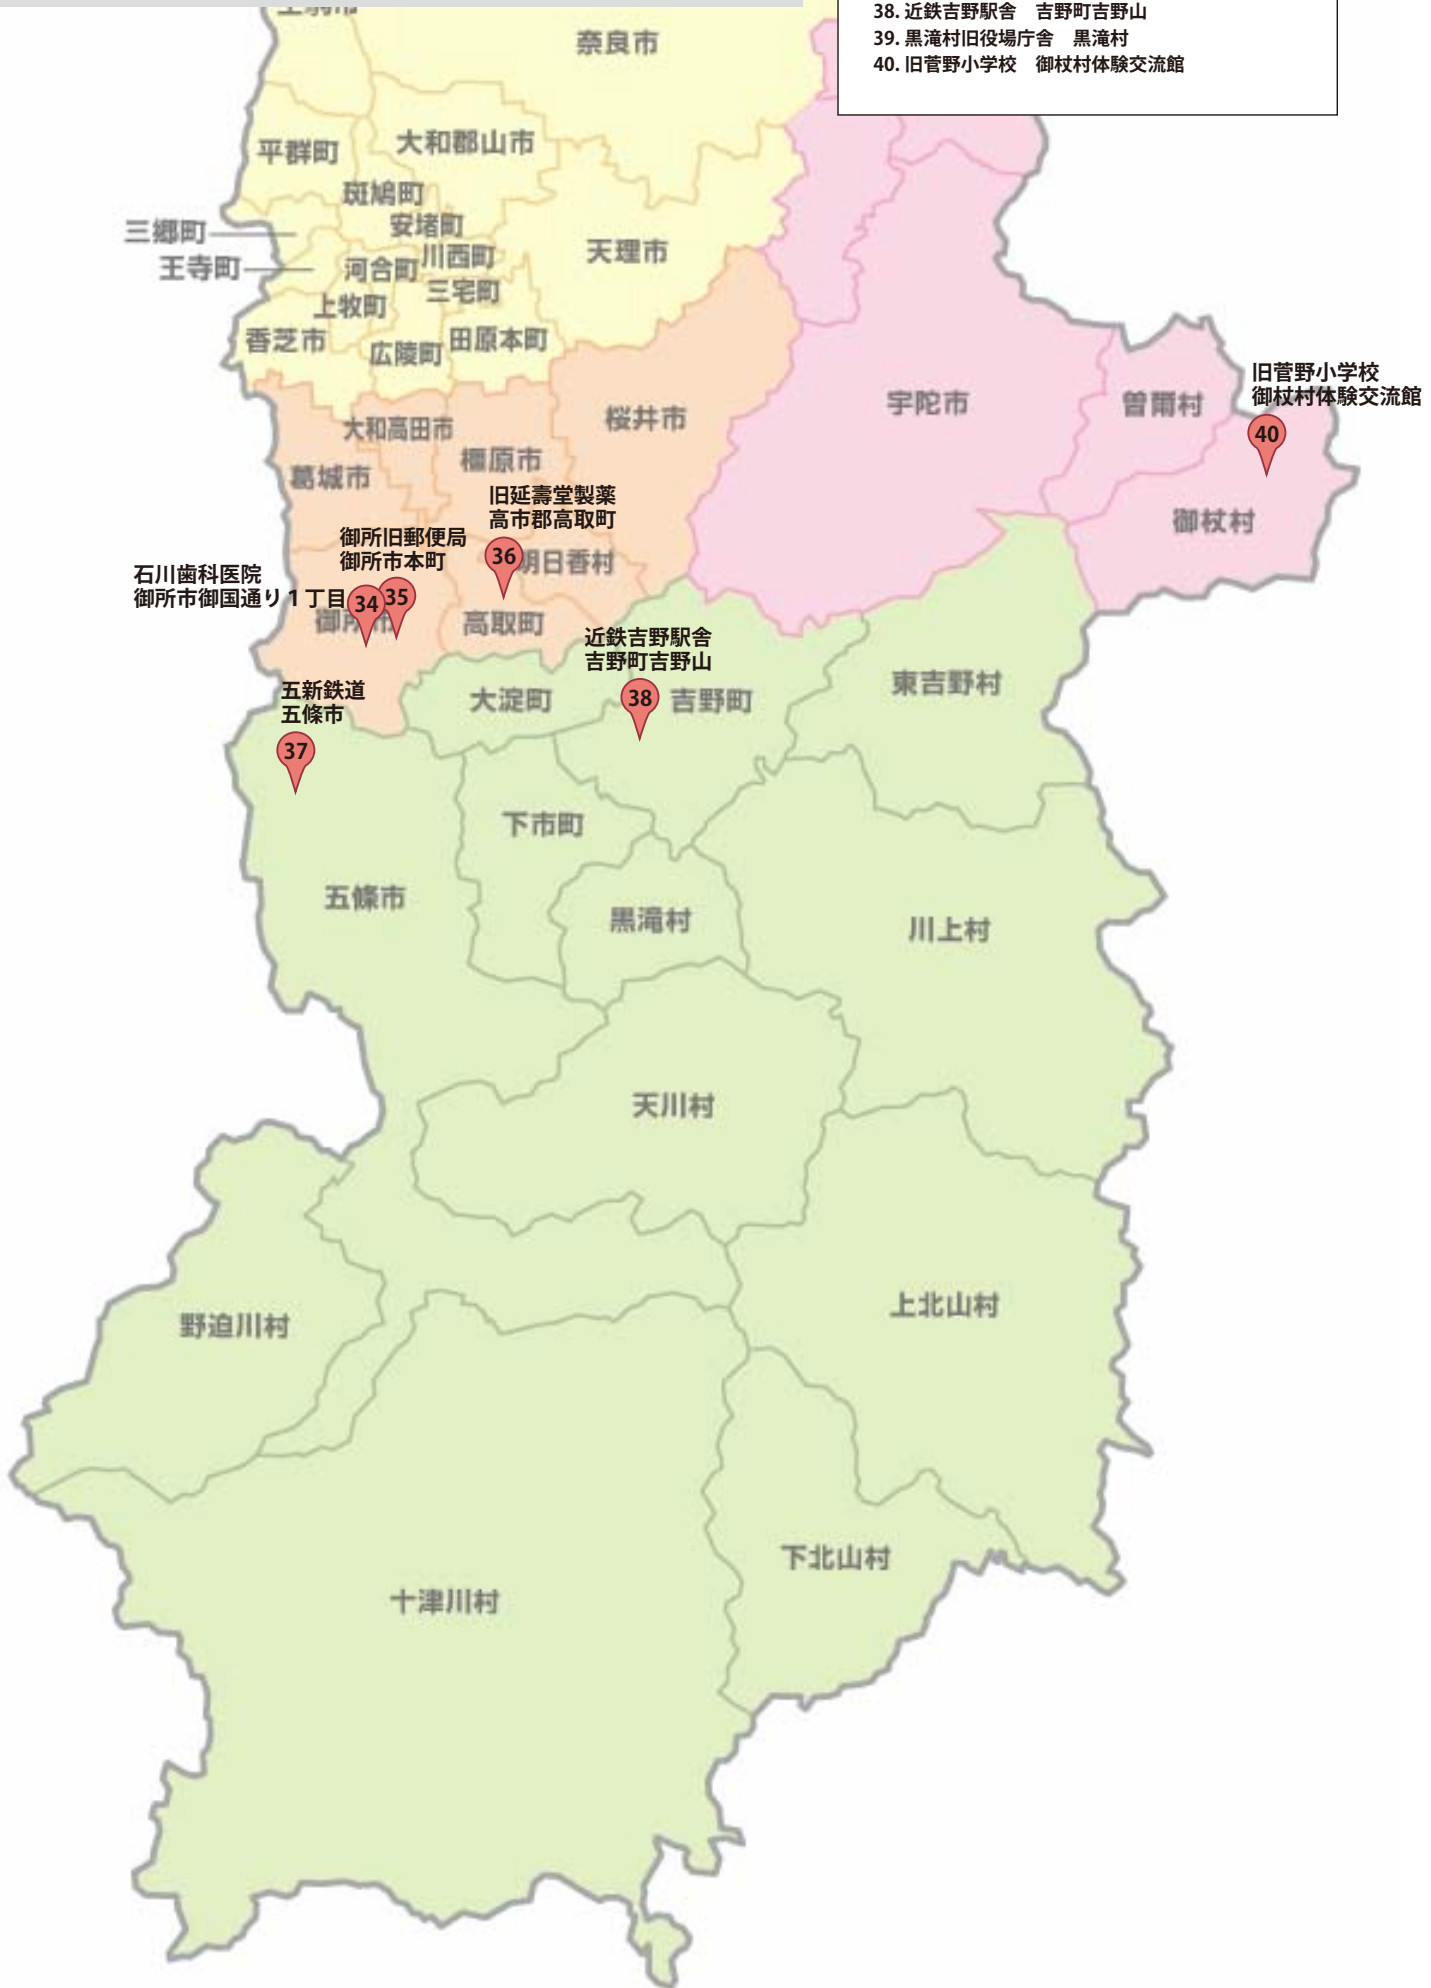 38. 近鉄吉野駅舎　吉野町吉野山
39. 黒滝村旧役場庁舎　黒滝村
40. 旧菅野小学校　御杖村体験交流館
奈良市
平群町
大和郡山市
斑鳩町
三郷町
安堵町
天理市
王寺町
河合町
川西町
上牧町
三宅町
香芝市
広陵町
田原本町
宇陀市
曽爾村
旧菅野小学校
御杖村体験交流館
40
御杖村
桜井市
大和高田市
橿原市
葛城市
旧延壽堂製薬
高市郡高取町
36
明日香村
御所旧郵便局
御所市本町
35
石川歯科医院
御所市御国通り１丁目
34
御所市
高取町
近鉄吉野駅舎
吉野町吉野山
38
吉野町
東吉野村
大淀町
五新鉄道
五條市
37
下市町
五條市
黒滝村
川上村
天川村
上北山村
野迫川村
下北山村
十津川村